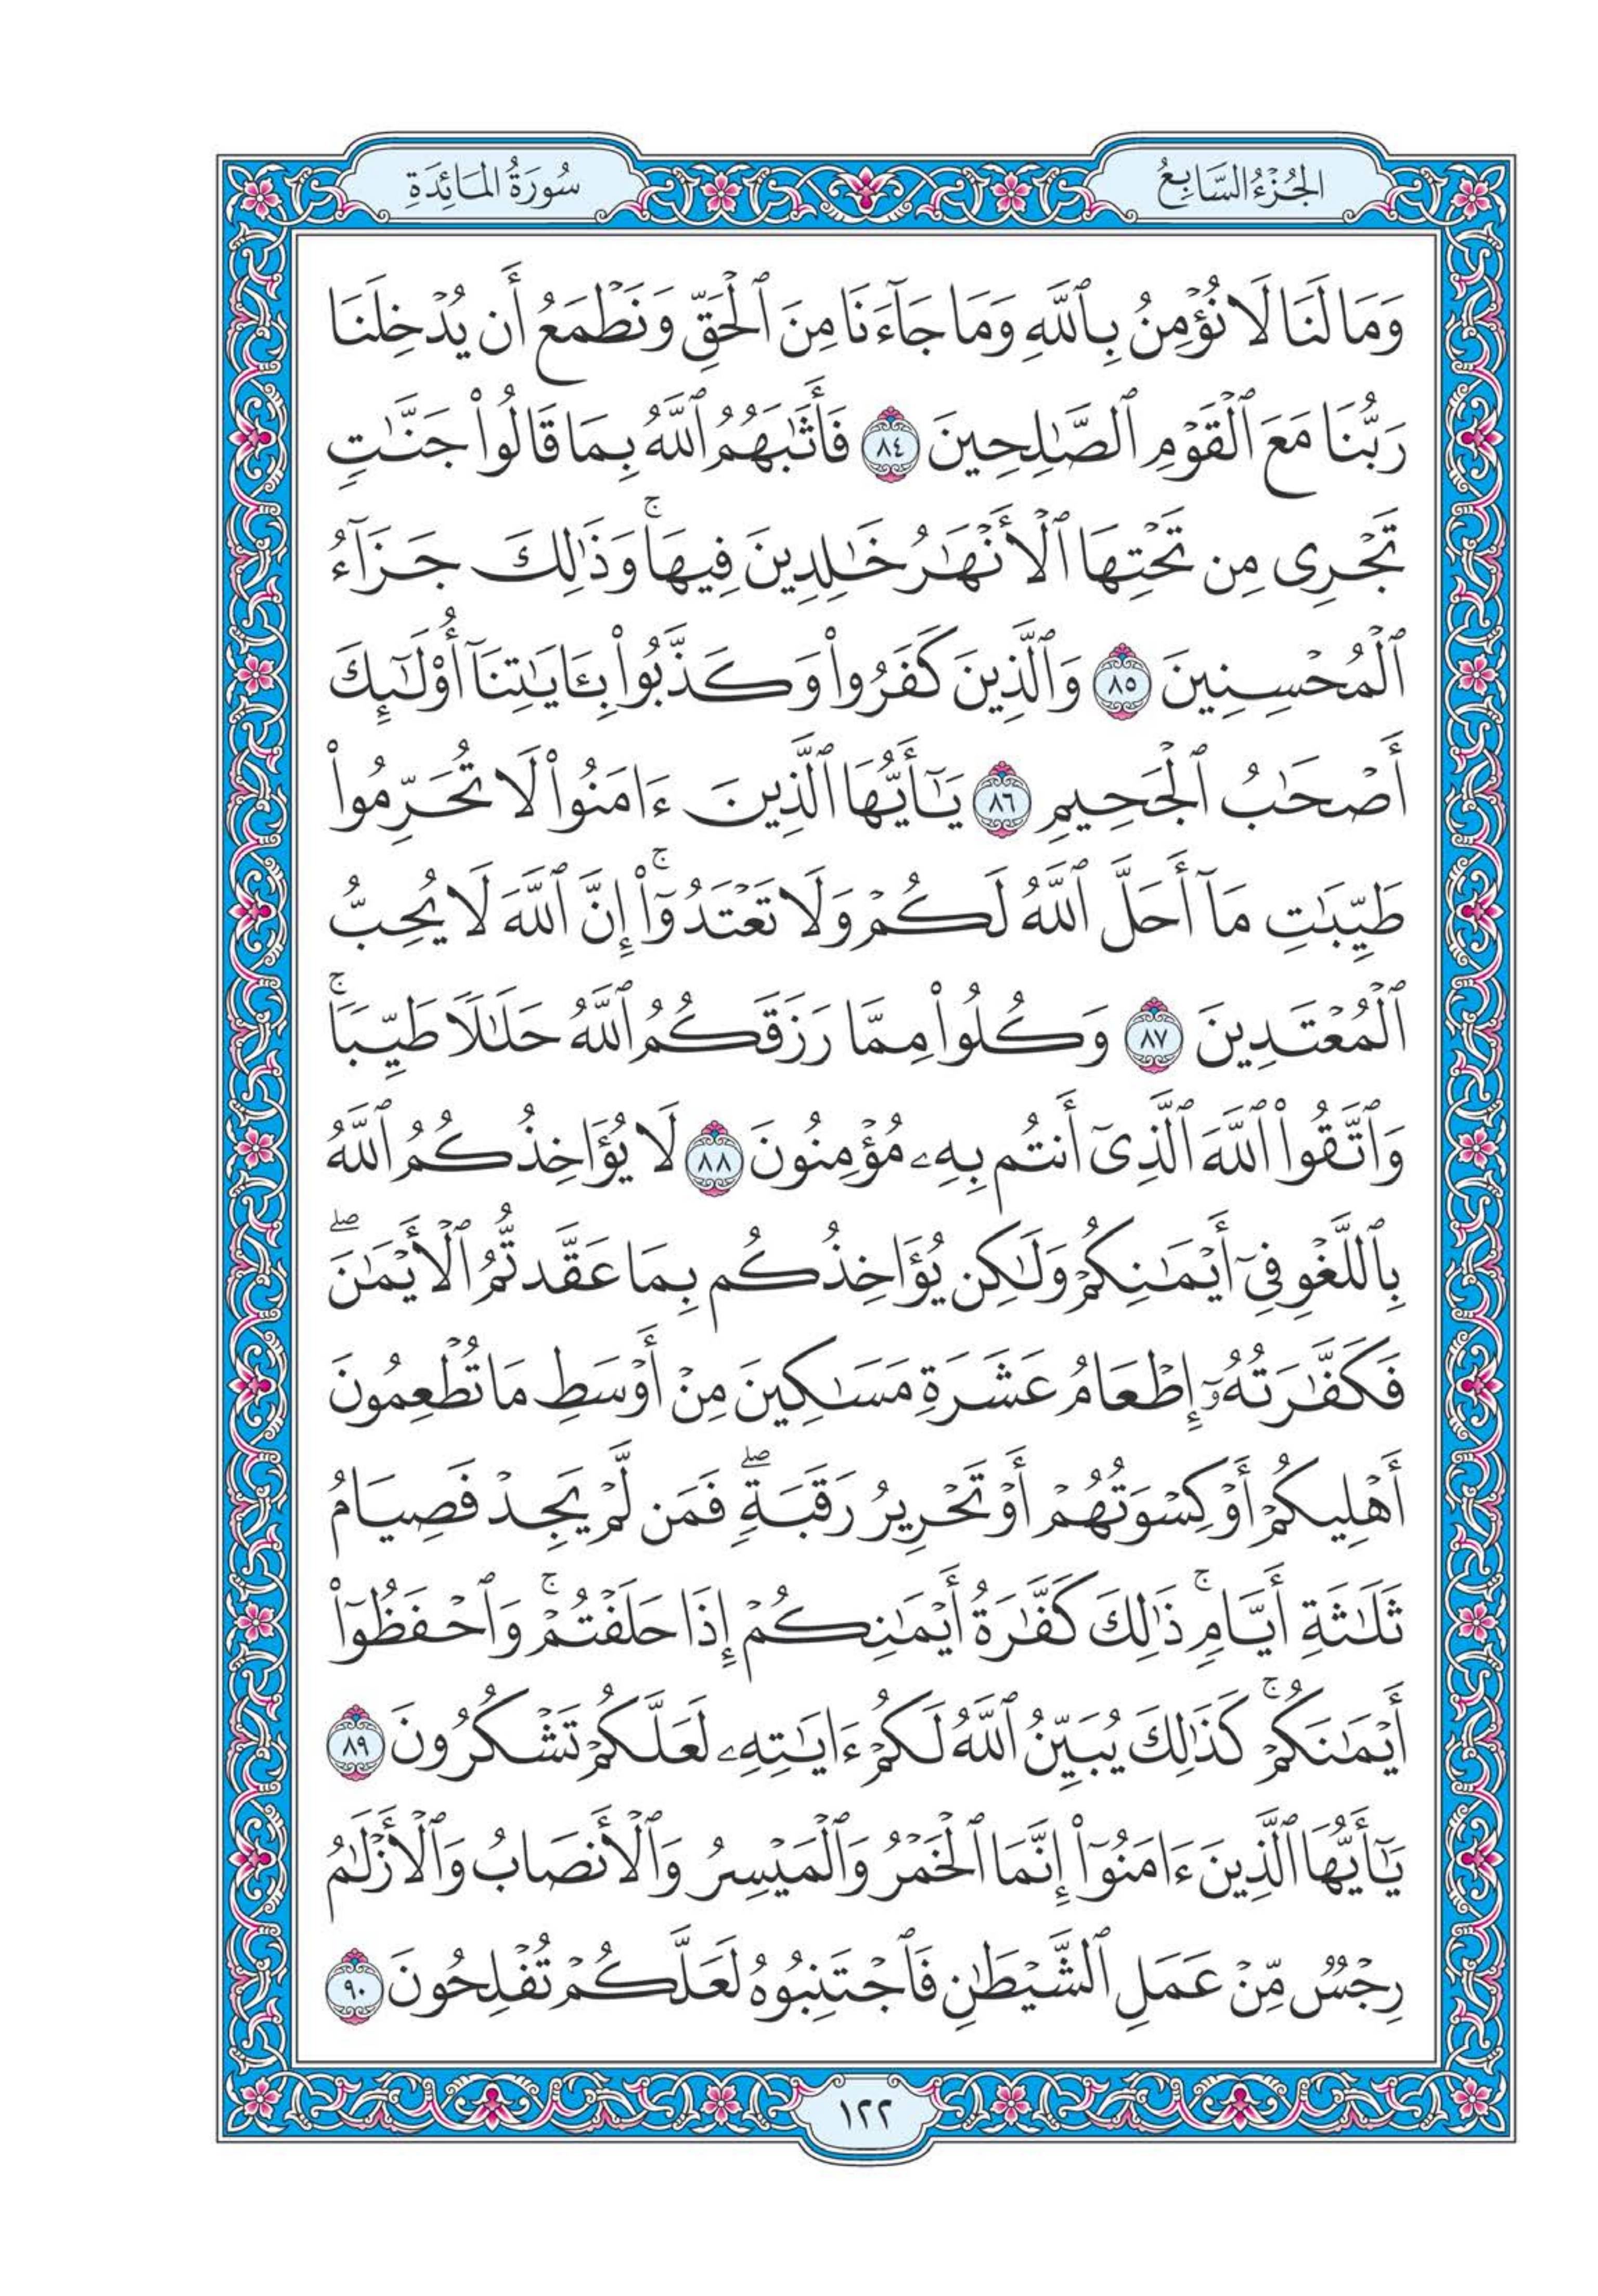 الجُزْءُ السَّابِعُ
سُورَةُ المَائِدَةِ
وَمَا لَنَا لَا نُؤۡمِنُ بِٱللَّهِ وَمَا جَآءَنَا مِنَ ٱلۡحَقِّ وَنَطۡمَعُ أَن يُدۡخِلَنَا
رَبُّنَا مَعَ ٱلۡقَوۡمِ ٱلصَّٰلِحِينَ ٨٤ فَأَثَٰبَهُمُ ٱللَّهُ بِمَا قَالُواْ جَنَّٰتٖ
تَجۡرِي مِن تَحۡتِهَا ٱلۡأَنۡهَٰرُ خَٰلِدِينَ فِيهَاۚ وَذَٰلِكَ جَزَآءُ
ٱلۡمُحۡسِنِينَ ٨٥ وَٱلَّذِينَ كَفَرُواْ وَكَذَّبُواْ بِـَٔايَٰتِنَآ أُوْلَٰٓئِكَ
أَصۡحَٰبُ ٱلۡجَحِيمِ ٨٦ يَٰٓأَيُّهَا ٱلَّذِينَ ءَامَنُواْ لَا تُحَرِّمُواْ
طَيِّبَٰتِ مَآ أَحَلَّ ٱللَّهُ لَكُمۡ وَلَا تَعۡتَدُوٓاْۚ إِنَّ ٱللَّهَ لَا يُحِبُّ
ٱلۡمُعۡتَدِينَ ٨٧ وَكُلُواْ مِمَّا رَزَقَكُمُ ٱللَّهُ حَلَٰلٗا طَيِّبٗاۚ
وَٱتَّقُواْ ٱللَّهَ ٱلَّذِيٓ أَنتُم بِهِۦ مُؤۡمِنُونَ ٨٨ لَا يُؤَاخِذُكُمُ ٱللَّهُ
بِٱللَّغۡوِ فِيٓ أَيۡمَٰنِكُمۡ وَلَٰكِن يُؤَاخِذُكُم بِمَا عَقَّدتُّمُ ٱلۡأَيۡمَٰنَۖ
فَكَفَّٰرَتُهُۥٓ إِطۡعَامُ عَشَرَةِ مَسَٰكِينَ مِنۡ أَوۡسَطِ مَا تُطۡعِمُونَ
أَهۡلِيكُمۡ أَوۡ كِسۡوَتُهُمۡ أَوۡ تَحۡرِيرُ رَقَبَةٖۖ فَمَن لَّمۡ يَجِدۡ فَصِيَامُ
ثَلَٰثَةِ أَيَّامٖۚ ذَٰلِكَ كَفَّٰرَةُ أَيۡمَٰنِكُمۡ إِذَا حَلَفۡتُمۡۚ وَٱحۡفَظُوٓاْ
أَيۡمَٰنَكُمۡۚ كَذَٰلِكَ يُبَيِّنُ ٱللَّهُ لَكُمۡ ءَايَٰتِهِۦ لَعَلَّكُمۡ تَشۡكُرُونَ ٨٩
يَٰٓأَيُّهَا ٱلَّذِينَ ءَامَنُوٓاْ إِنَّمَا ٱلۡخَمۡرُ وَٱلۡمَيۡسِرُ وَٱلۡأَنصَابُ وَٱلۡأَزۡلَٰمُ
رِجۡسٞ مِّنۡ عَمَلِ ٱلشَّيۡطَٰنِ فَٱجۡتَنِبُوهُ لَعَلَّكُمۡ تُفۡلِحُونَ ٩٠
١٢٢